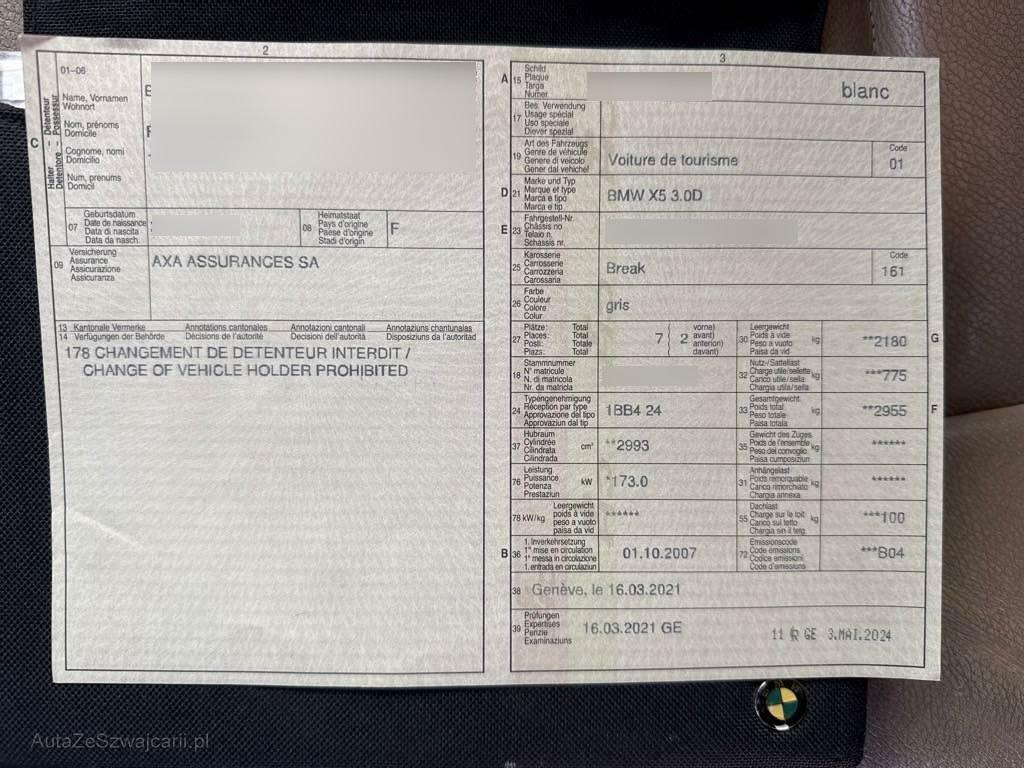 2
01-06
Halter
Détenteur
Detentore
Possessur
Name, Vornamen
Wohnort
Nom, prénoms
Domicile
Cognome, nomi
Domicilio
Num, prenums
Domicil
C
07
Geburtsdatum
Date de naissance
Data di nascita
Data da nasch.
08
Heimatstaat
Pays d'origine
Paese d'origine
Stadi d'origin
F
09
Versicherung
Assurance
Assicurazione
Assicuranza
AXA ASSURANCES SA
13 Kantonale Vermerke Annotations cantonales Annotazioni cantonali Annotaziuns chantunalas
14 Verfügungen der Behörde Décisions de l'autorité Decisioni dell'autorità Disposiziuns da l'autoritad
178 CHANGEMENT DE DETENTEUR INTERDIT /
CHANGE OF VEHICLE HOLDER PROHIBITED
3
A
15
Schild
Plaque
Targa
Numer
blanc
17
Bes. Verwendung
Usage spécial
Uso speciale
Diever spezial
19
Art des Fahrzeugs
Genre de véhicule
Genere di veicolo
Gener dal vehichel
Voiture de tourisme
Code
01
D
21
Marke und Typ
Marque et type
Marca e tipo
Marca e tip
BMW X5 3.0D
E
23
Fahrgestell-Nr.
Châssis no
Telaio n.
Schassis nr.
25
Karosserie
Carrosserie
Carrozzeria
Carossaria
Break
Code
161
26
Farbe
Couleur
Colore
Colur
gris
27
Plätze: Total
Places: Total
Posti: Totale
Plazs: Total
7 2
vorne)
avant)
anteriori)
davant)
30
Leergewicht
Poids à vide
Peso a vuoto
Paisa da vid
kg
**2180
G
18
Stammnummer
N° matricule
N. di matricola
Nr. da matricla
32
Nutz-/Sattellast
Charge utile/sellette
Carico utile/sella
Chargia utila/sella
kg
***775
24
Typengenehmigung
Réception par type
Approvazione del tipo
Approvaziun dal tip
1BB4 24
33
Gesamtgewicht
Poids total
Peso totale
Paisa totala
kg
**2955
F
37
Hubraum
Cylindrée
Cilindrata
Cilindrada
cm³
**2993
35
Gewicht des Zuges
Poids de l'ensemble
Peso del convoglio
Paisa cumposiziun
kg
******
76
Leistung
Puissance
Potenza
Prestaziun
kW
*173.0
31
Anhängelast
Poids remorquable
Carico rimorchiato
Chargia annexa
kg
******
78 kW/kg
Leergewicht
poids à vide
peso a vuoto
paisa da vid
******
55
Dachlast
Charge sur le toit
Carico sul tetto
Chargia sin il tetg
kg
***100
B
36
1. Inverkehrsetzung
1re mise en circulation
1a messa in circolazione
1. entrada en circulaziun
01.10.2007
72
Emissionscode
Code émissions
Codice emissioni
Code d'emissiuns
***B04
38
Genève, le 16.03.2021
39
Prüfungen
Expertises
Perizie
Examinaziuns
16.03.2021 GE
11 R GE 3.MAI.2024
AutaZeSzwajcarii.pl